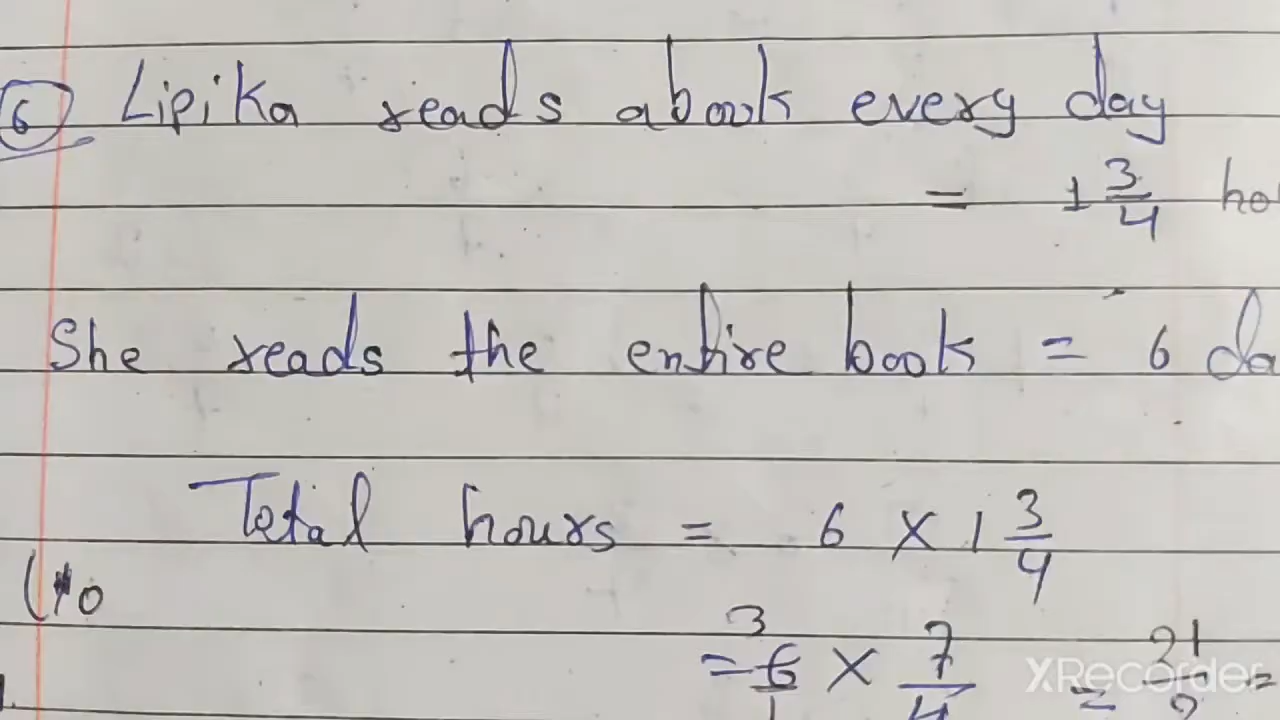 6 Lipika reads a book every day
= 1 3/4 ho
She reads the entire book = 6 da
Total hours = 6 × 1 3/4
= 3 6/1 × 7/4 = 21/2 =
XRecorder